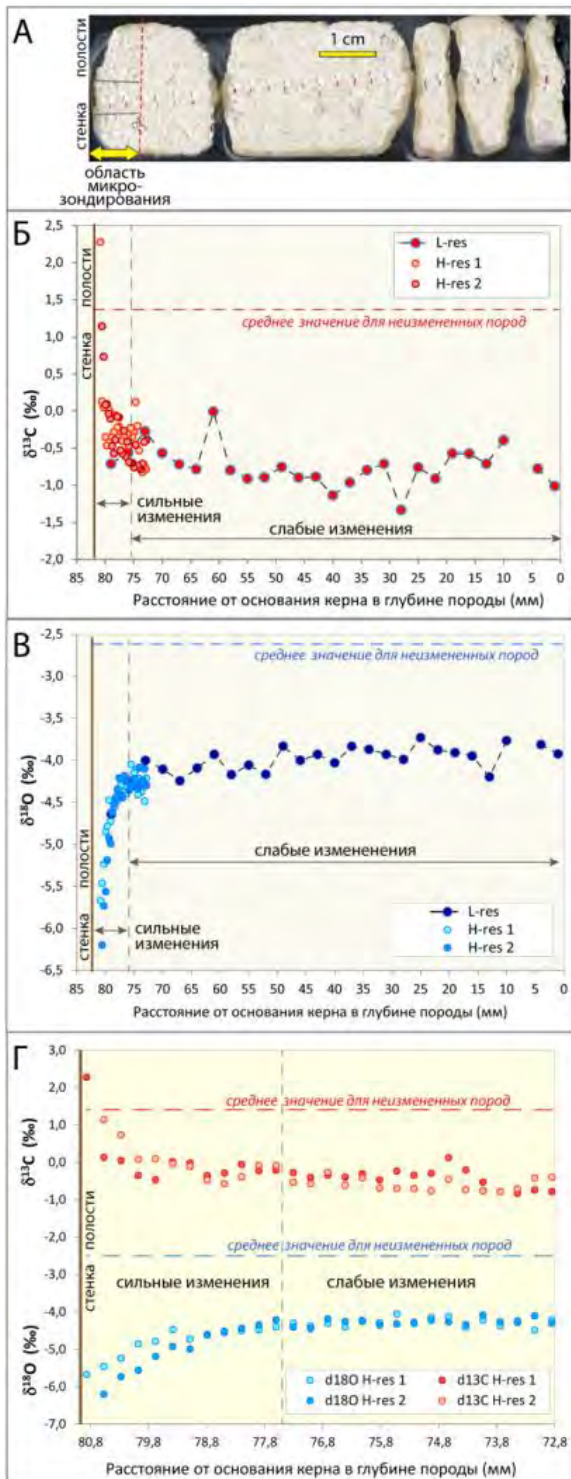 А
полости
стенка
1 cm
область
микро-
зондирования
Б
δ¹³C (‰)
2,5
2,0
1,5
1,0
0,5
0,0
-0,5
-1,0
-1,5
-2,0
полости
стенка
L-res
H-res 1
H-res 2
среднее значение для неизмененных пород
сильные
изменения
слабые изменения
85 80 75 70 65 60 55 50 45 40 35 30 25 20 15 10 5 0
Расстояние от основания керна в глубине породы (мм)
В
δ¹⁸O (‰)
-2,5
-3,0
-3,5
-4,0
-4,5
-5,0
-5,5
-6,0
-6,5
полости
стенка
среднее значение для неизмененных пород
слабые измененения
сильные
изменения
L-res
H-res 1
H-res 2
85 80 75 70 65 60 55 50 45 40 35 30 25 20 15 10 5 0
Расстояние от основания керна в глубине породы (мм)
Г
δ¹³C (‰)
δ¹⁸O (‰)
3,0
2,0
1,0
0,0
-1,0
-2,0
-3,0
-4,0
-5,0
-6,0
-7,0
полости
стенка
среднее значение для неизмененных пород
среднее значение для неизмененных пород
сильные изменения
слабые изменения
d18O H-res 1 d13C H-res 1
d18O H-res 2 d13C H-res 2
80,8 79,8 78,8 77,8 76,8 75,8 74,8 73,8 72,8
Расстояние от основания керна в глубине породы (мм)